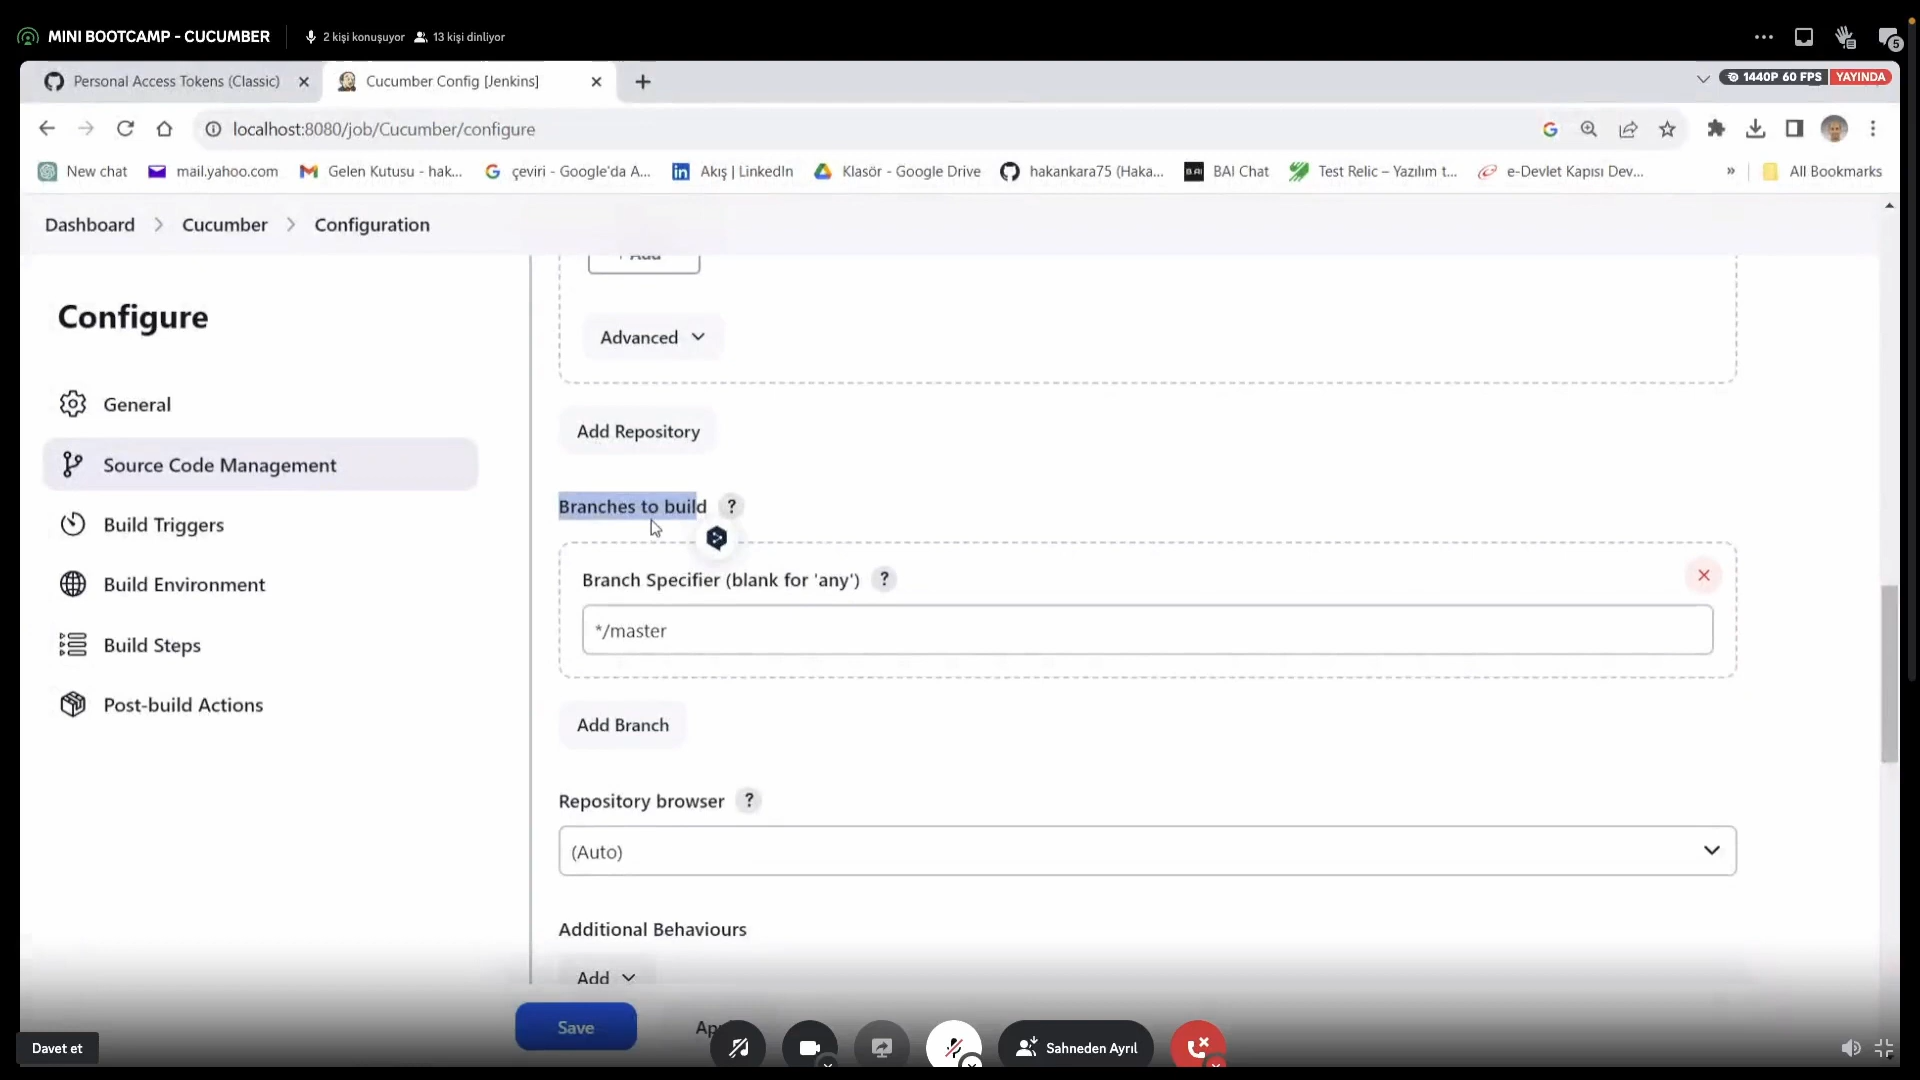 MINI BOOTCAMP - CUCUMBER
2 kişi konuşuyor
13 kişi dinliyor
5
Personal Access Tokens (Classic)
Cucumber Config [Jenkins]
1440P 60 FPS
YAYINDA
localhost:8080/job/Cucumber/configure
New chat
mail.yahoo.com
Gelen Kutusu - hak...
çeviri - Google'da A...
Akış | LinkedIn
Klasör - Google Drive
hakankara75 (Haka...
B.AI
BAI Chat
Test Relic – Yazılım t...
e-Devlet Kapısı Dev...
»
All Bookmarks
Dashboard
Cucumber
Configuration
Configure
General
Source Code Management
Build Triggers
Build Environment
Build Steps
Post-build Actions
+ Add
Advanced
Add Repository
Branches to build ?
Branch Specifier (blank for 'any') ?
*/master
Add Branch
Repository browser ?
(Auto)
Additional Behaviours
Add
Save
Davet et
Sahneden Ayrıl